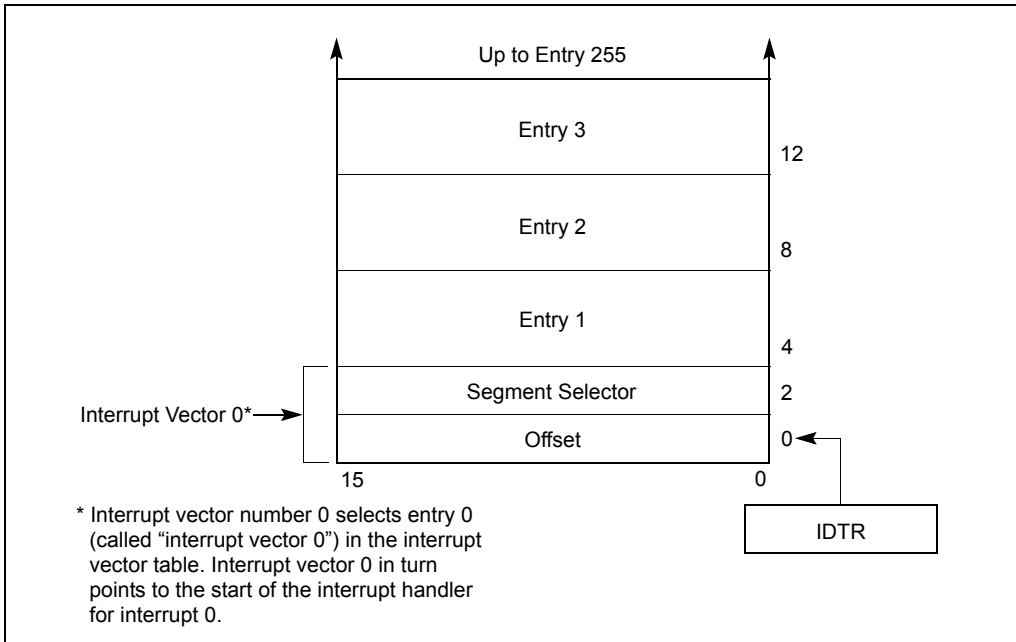 Up to Entry 255
Entry 3
12
Entry 2
8
Entry 1
4
Segment Selector
2
Interrupt Vector 0*
Offset
0
15
0
* Interrupt vector number 0 selects entry 0
(called “interrupt vector 0”) in the interrupt
vector table. Interrupt vector 0 in turn
points to the start of the interrupt handler
for interrupt 0.
IDTR